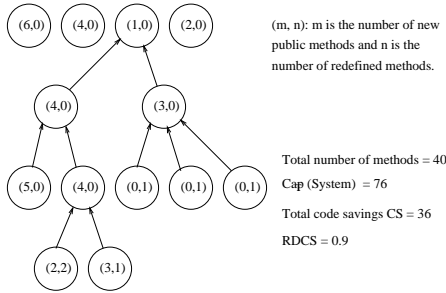 (6,0) (4,0) (1,0) (2,0)
(m, n): m is the number of new
public methods and n is the
number of redefined methods.
(4,0) (3,0)
Total number of methods = 40
(5,0) (4,0) (0,1) (0,1) (0,1)
Cap (System) = 76
Total code savings CS = 36
RDCS = 0.9
(2,2) (3,1)